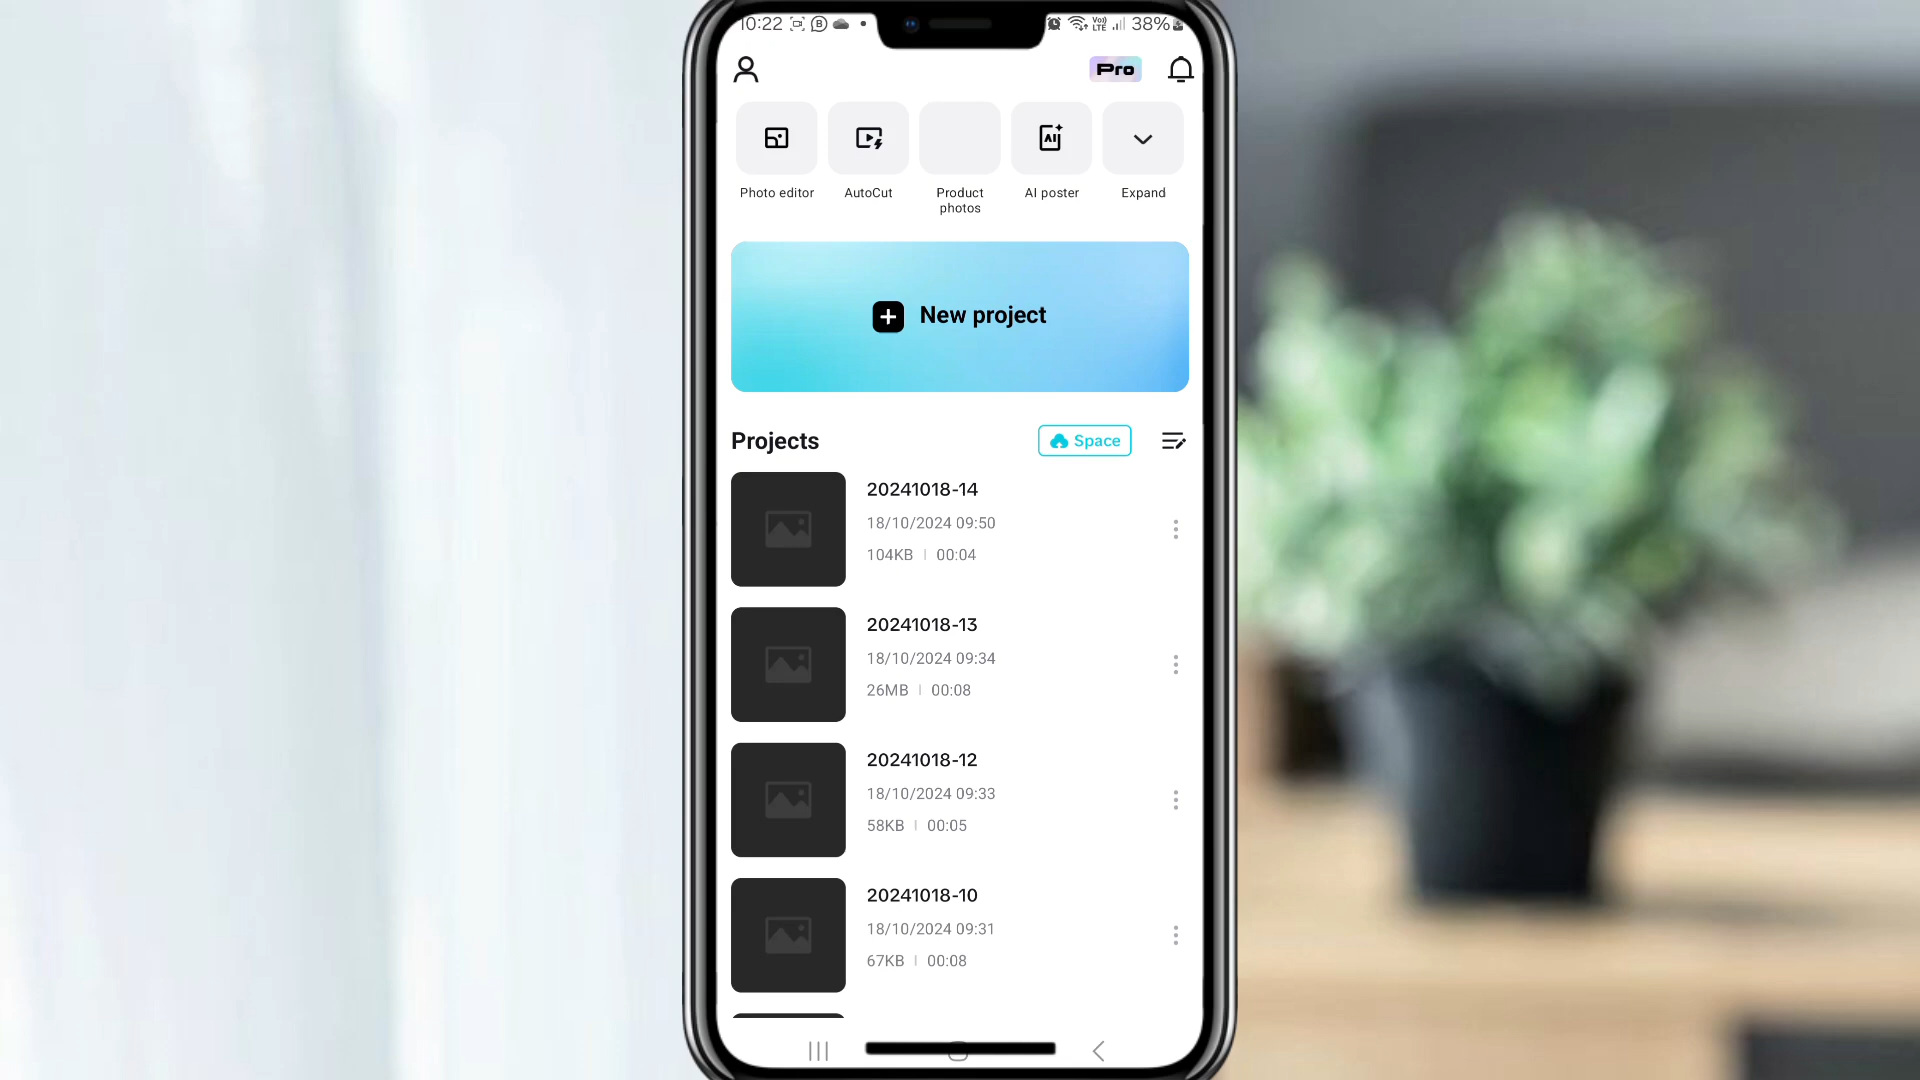 10:22 38%
Pro
Photo editor AutoCut Product photos AI poster Expand
New project
Projects Space
20241018-14
18/10/2024 09:50
104KB | 00:04
20241018-13
18/10/2024 09:34
26MB | 00:08
20241018-12
18/10/2024 09:33
58KB | 00:05
20241018-10
18/10/2024 09:31
67KB | 00:08